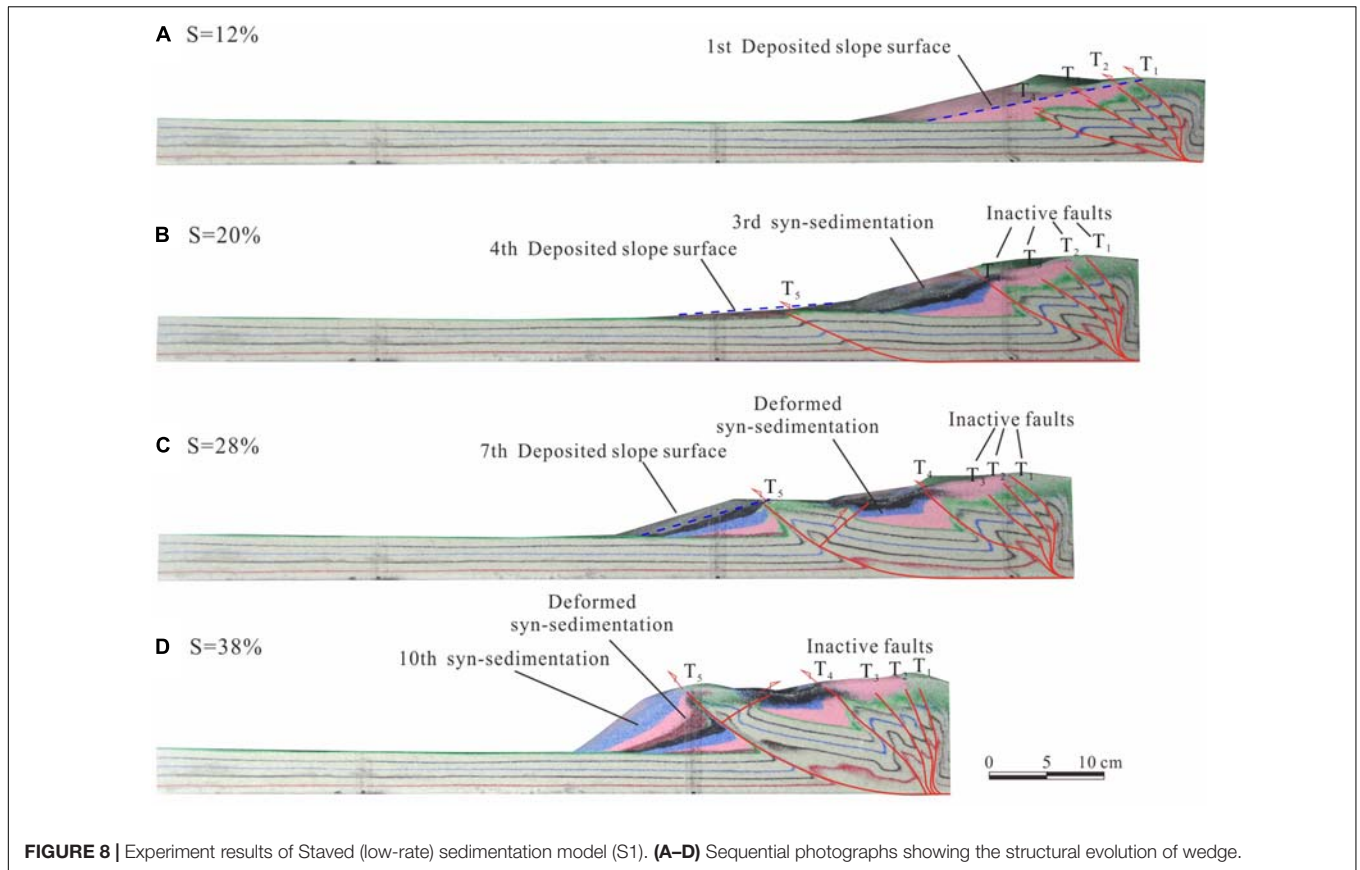 A S=12%
1st Deposited slope surface
T T₂ T₁
T₃
B S=20%
3rd syn-sedimentation
Inactive faults
4th Deposited slope surface
T₅
T T T₂ T₁
C S=28%
Deformed
syn-sedimentation
Inactive faults
7th Deposited slope surface
T₅ T₄ T₃ T₂ T₁
D S=38%
Deformed
syn-sedimentation
10th syn-sedimentation
Inactive faults
T₅ T₄ T₃ T₂ T₁
0 5 10 cm
FIGURE 8 | Experiment results of Staved (low-rate) sedimentation model (S1). (A–D) Sequential photographs showing the structural evolution of wedge.